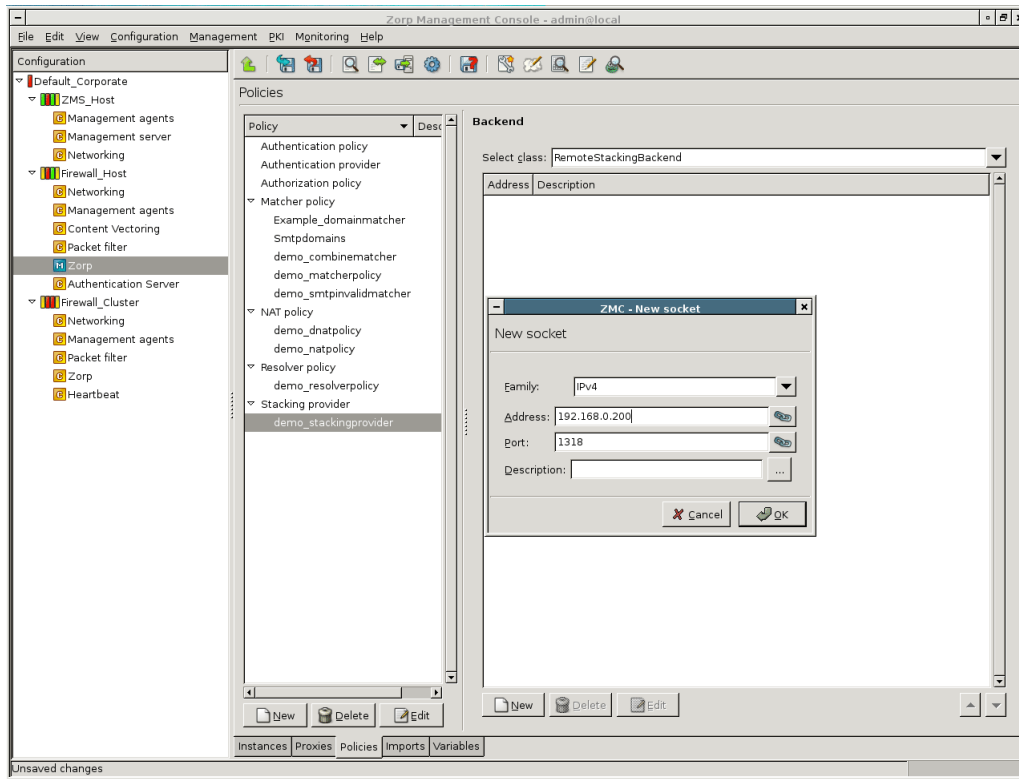 Zorp Management Console - admin@local
File Edit View Configuration Management PKI Monitoring Help
Configuration
Default_Corporate
ZMS_Host
Management agents
Management server
Networking
Firewall_Host
Networking
Management agents
Content Vectoring
Packet filter
Zorp
Authentication Server
Firewall_Cluster
Networking
Management agents
Packet filter
Zorp
Heartbeat
Policies
Policy Desc
Authentication policy
Authentication provider
Authorization policy
Matcher policy
Example_domainmatcher
Smtpdomains
demo_combinematcher
demo_matcherpolicy
demo_smtpinvalidmatcher
NAT policy
demo_dnatpolicy
demo_natpolicy
Resolver policy
demo_resolverpolicy
Stacking provider
demo_stackingprovider
New Delete Edit
Backend
Select class: RemoteStackingBackend
Address Description
ZMC - New socket
New socket
Family: IPv4
Address: 192.168.0.200
Port: 1318
Description: ...
Cancel OK
New Delete Edit
Instances Proxies Policies Imports Variables
Unsaved changes